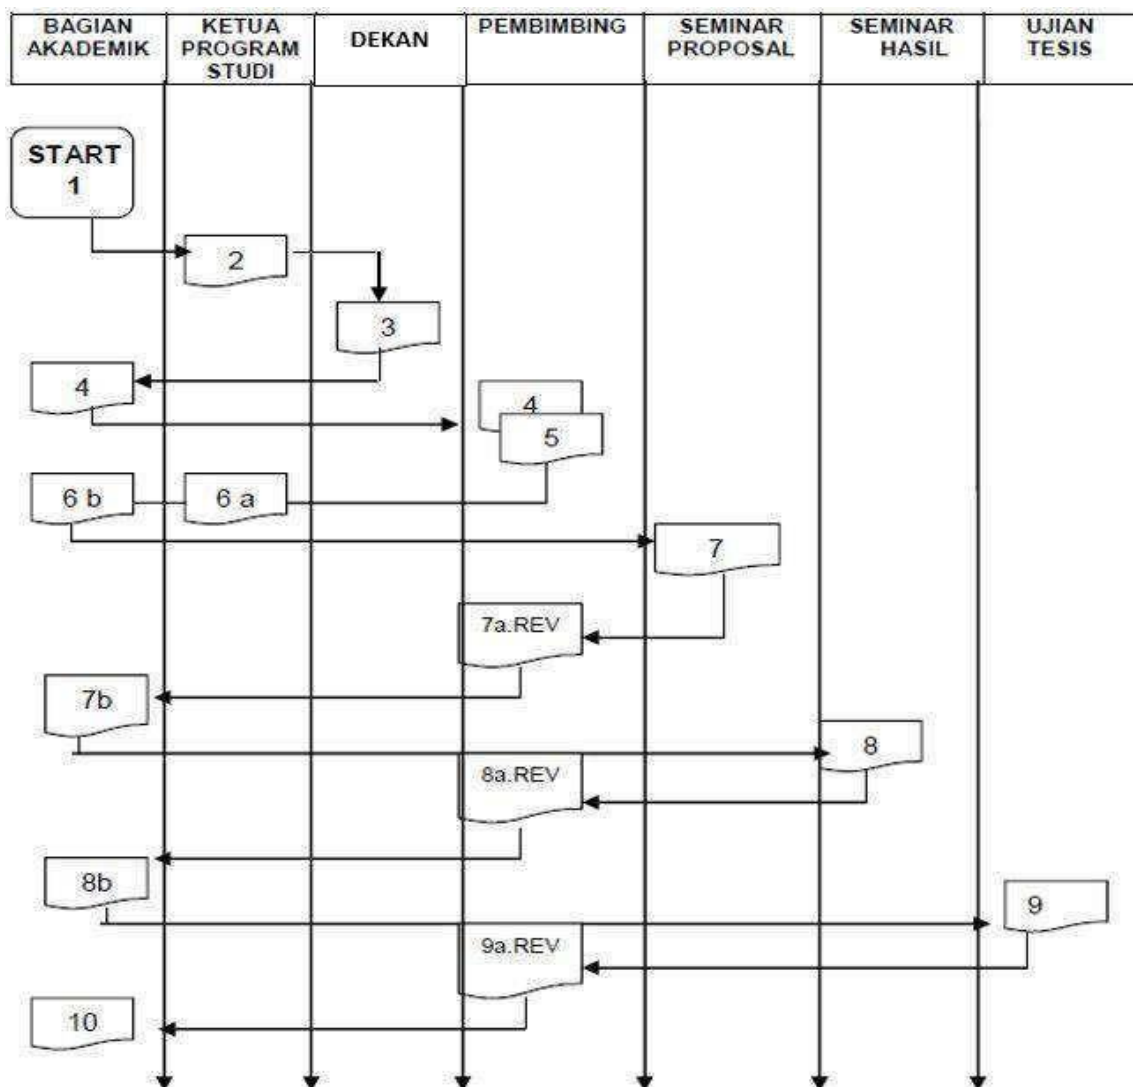 BAGIAN
AKADEMIK
KETUA
PROGRAM
STUDI
DEKAN
PEMBIMBING
SEMINAR
PROPOSAL
SEMINAR
HASIL
UJIAN
TESIS
START
1
2
3
4
4
5
6 b
6 a
7
7a.REV
7b
8
8a.REV
8b
9
9a.REV
10